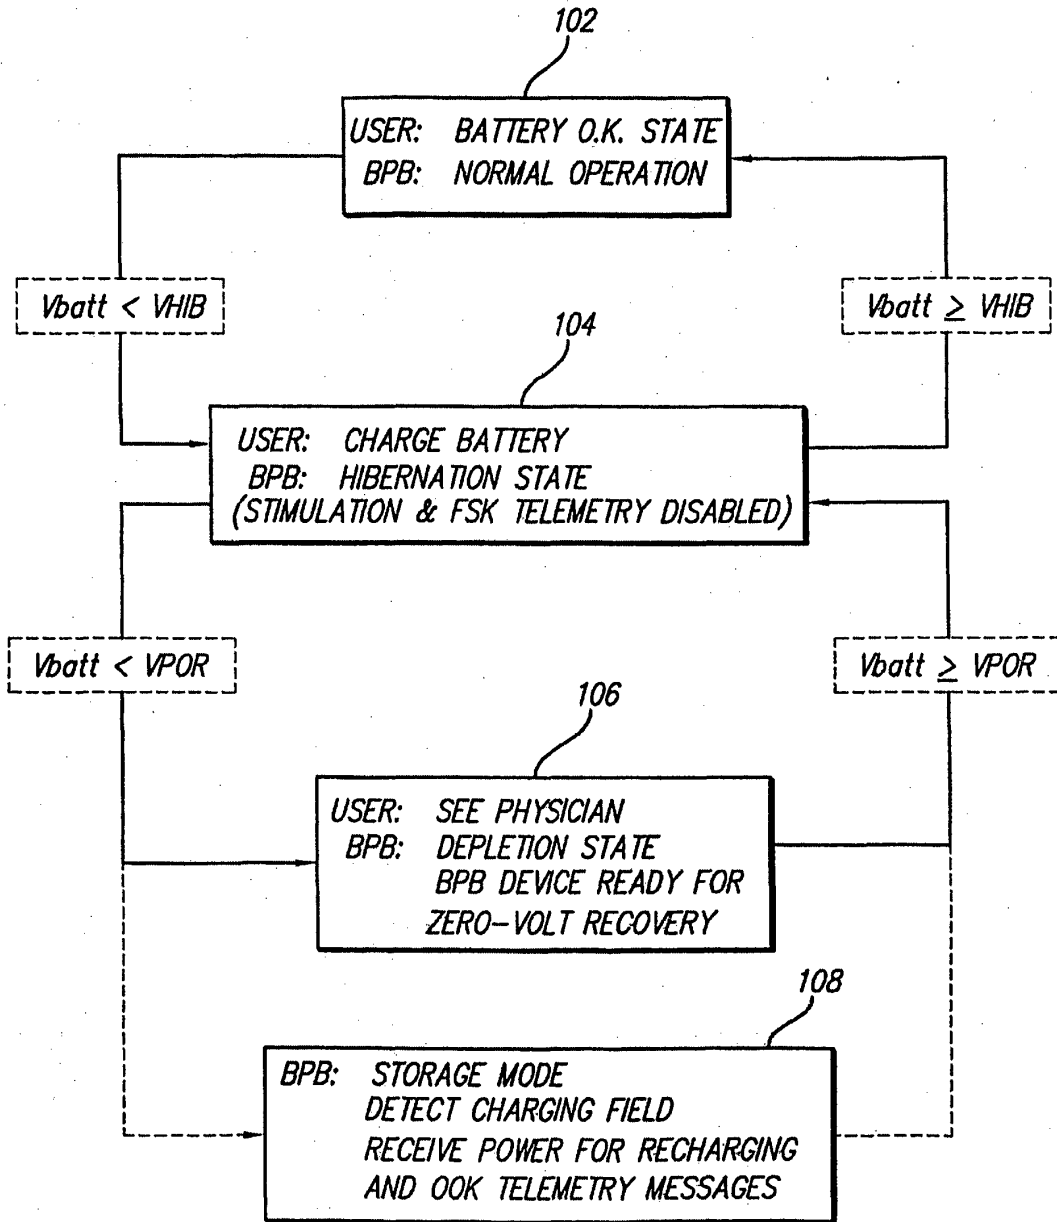 102
USER: BATTERY O.K. STATE
BPB: NORMAL OPERATION
Vbatt < VHIB
Vbatt ≥ VHIB
104
USER: CHARGE BATTERY
BPB: HIBERNATION STATE
(STIMULATION & FSK TELEMETRY DISABLED)
Vbatt < VPOR
Vbatt ≥ VPOR
106
USER: SEE PHYSICIAN
BPB: DEPLETION STATE
BPB DEVICE READY FOR
ZERO-VOLT RECOVERY
108
BPB: STORAGE MODE
DETECT CHARGING FIELD
RECEIVE POWER FOR RECHARGING
AND OOK TELEMETRY MESSAGES